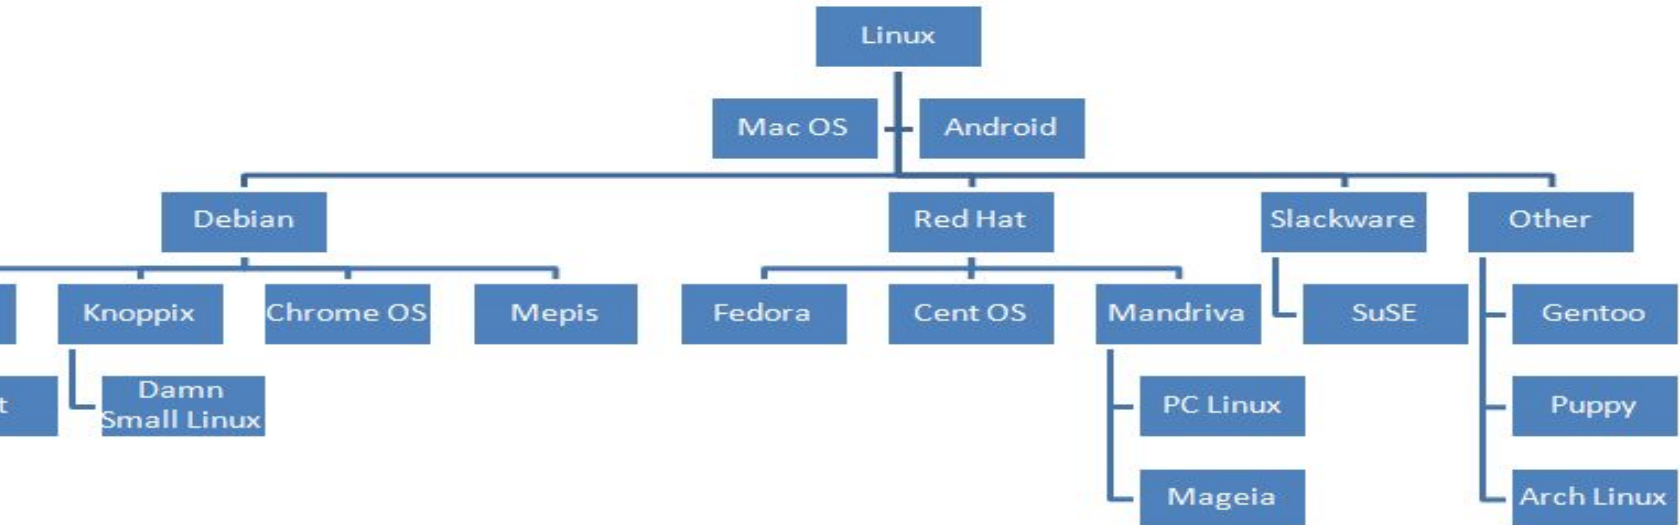 Linux
Mac OS
Android
Debian
Red Hat
Slackware
Other
Knoppix
Chrome OS
Mepis
Fedora
Cent OS
Mandriva
SuSE
Gentoo
Damn
Small Linux
PC Linux
Puppy
Mageia
Arch Linux